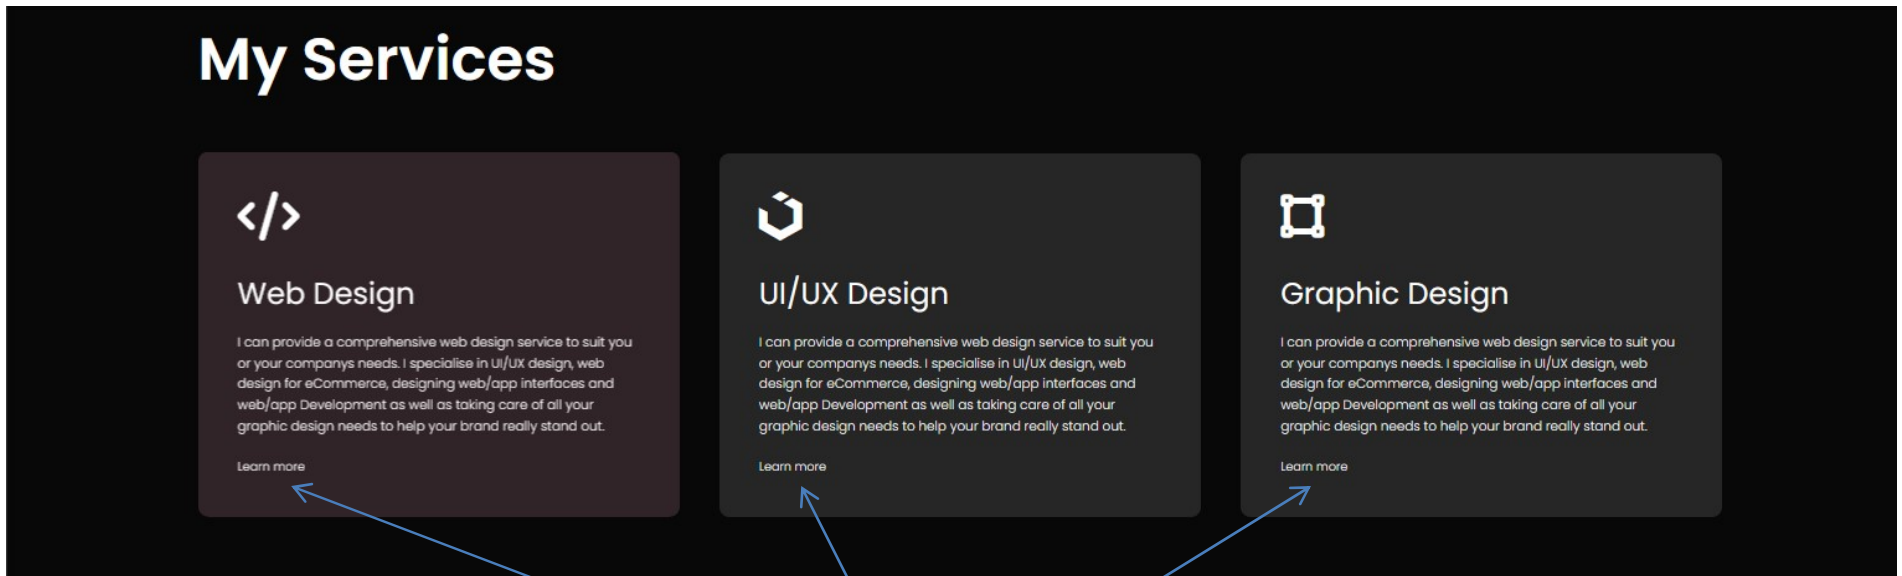 My Services
Web Design
I can provide a comprehensive web design service to suit you
or your companys needs. I specialise in UI/UX design, web
design for eCommerce, designing web/app interfaces and
web/app Development as well as taking care of all your
graphic design needs to help your brand really stand out.
Learn more
UI/UX Design
I can provide a comprehensive web design service to suit you
or your companys needs. I specialise in UI/UX design, web
design for eCommerce, designing web/app interfaces and
web/app Development as well as taking care of all your
graphic design needs to help your brand really stand out.
Learn more
Graphic Design
I can provide a comprehensive web design service to suit you
or your companys needs. I specialise in UI/UX design, web
design for eCommerce, designing web/app interfaces and
web/app Development as well as taking care of all your
graphic design needs to help your brand really stand out.
Learn more